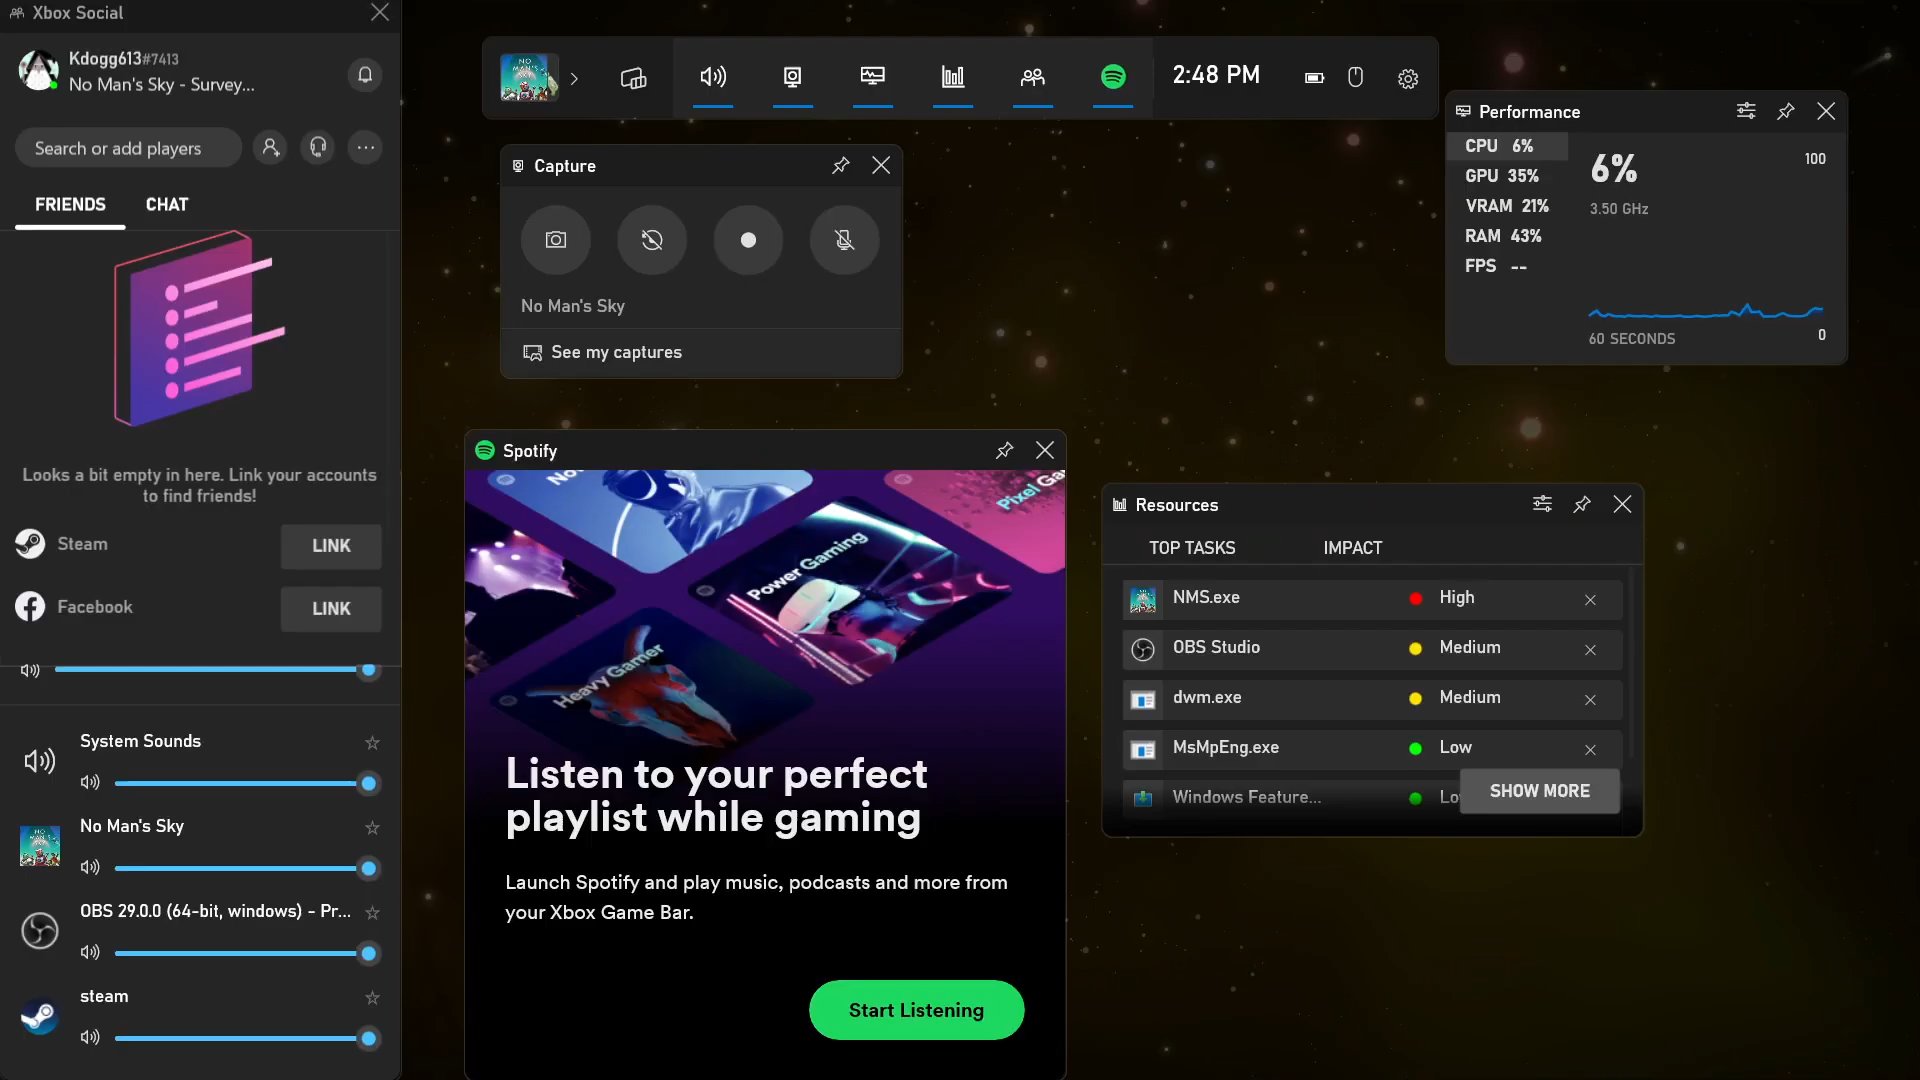 Xbox Social
Kdogg613#7413
No Man's Sky - Survey...
Search or add players
FRIENDS
CHAT
Looks a bit empty in here. Link your accounts
to find friends!
Steam
LINK
Facebook
LINK
System Sounds
No Man's Sky
OBS 29.0.0 (64-bit, windows) - Pr...
steam
NO MAN'S SKY
2:48 PM
Capture
No Man's Sky
See my captures
Spotify
No
Pixel Ga
Power Gaming
Heavy Gamer
Listen to your perfect
playlist while gaming
Launch Spotify and play music, podcasts and more from
your Xbox Game Bar.
Start Listening
Performance
CPU 6%
GPU 35%
VRAM 21%
RAM 43%
FPS --
6%
3.50 GHz
100
60 SECONDS
0
Resources
TOP TASKS
IMPACT
NMS.exe
High
OBS Studio
Medium
dwm.exe
Medium
MsMpEng.exe
Low
Windows Feature...
Lo
SHOW MORE